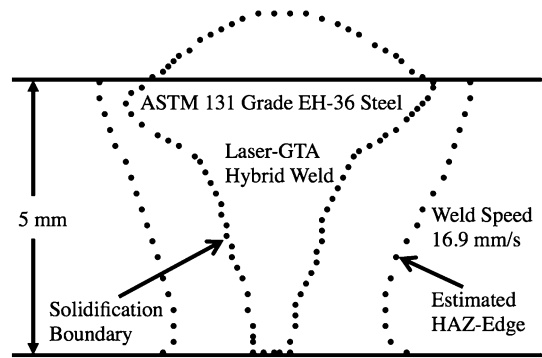 ASTM 131 Grade EH-36 Steel
Laser-GTA
Hybrid Weld
5 mm
Weld Speed
16.9 mm/s
Solidification
Boundary
Estimated
HAZ-Edge